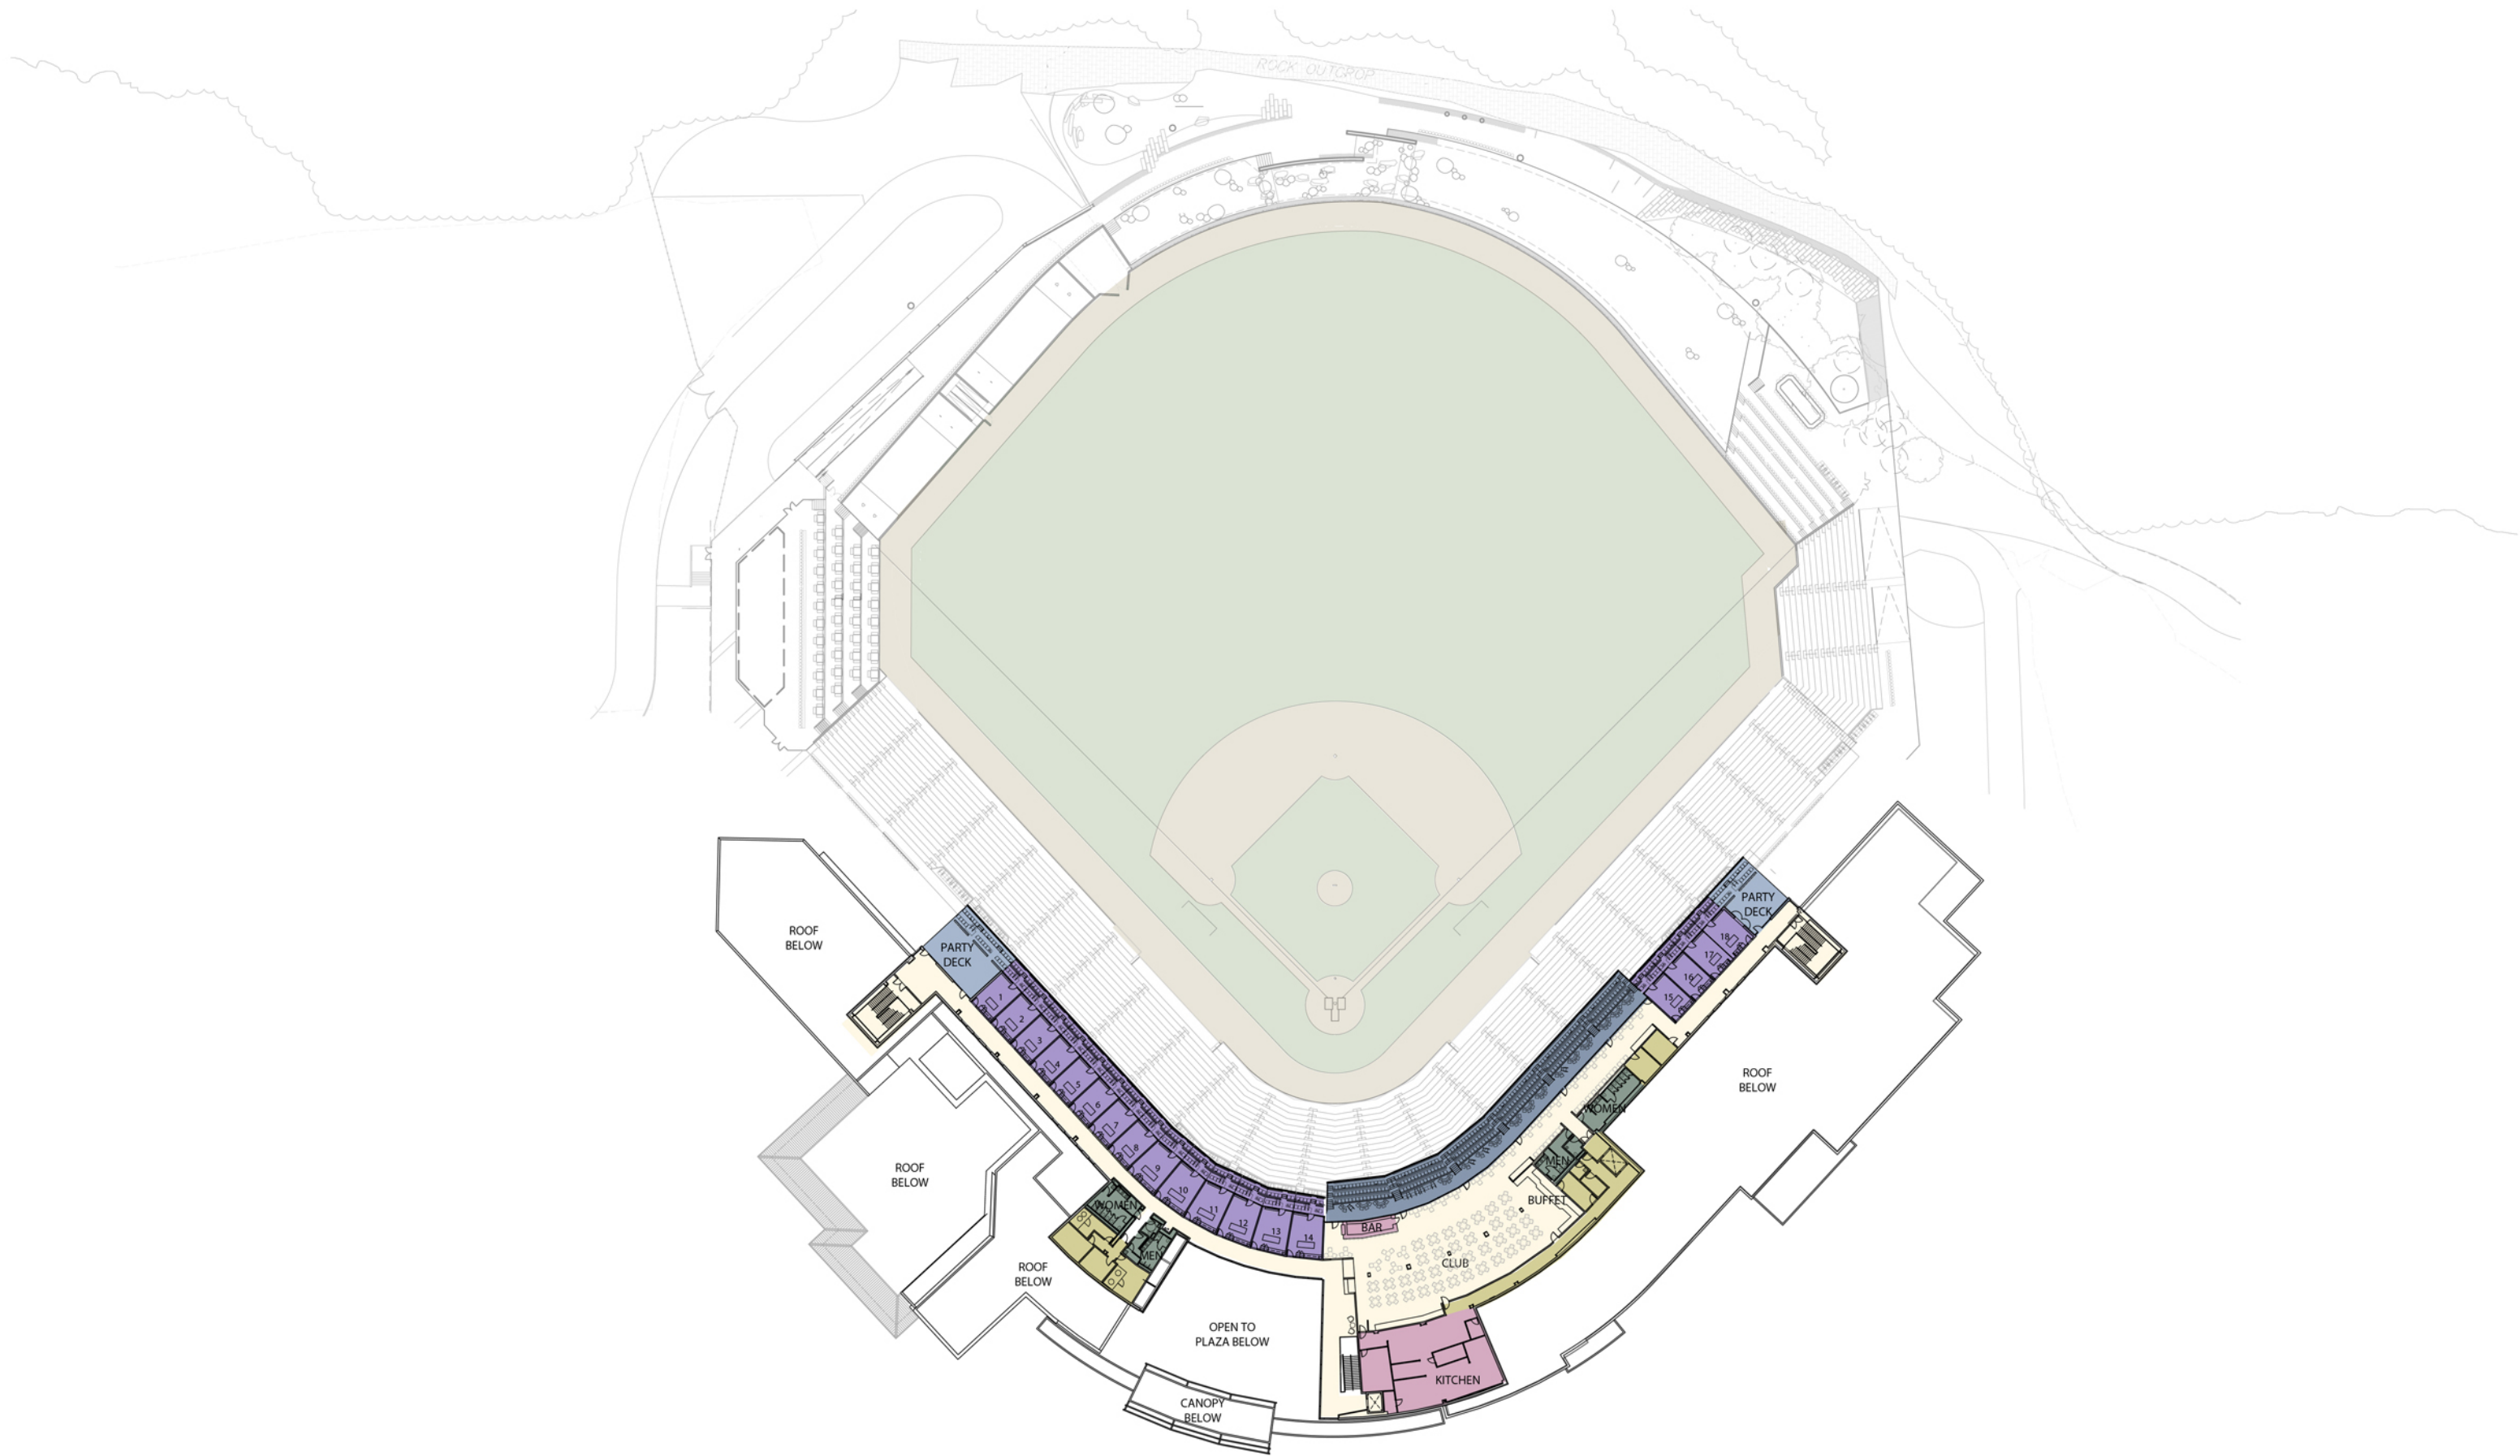 ROCK OUTCROP
PARTY
DECK
PARTY
DECK
ROOF
BELOW
18
17
16
15
1
2
3
4
5
6
7
8
9
10
11
12
13
14
ROOF
BELOW
WOMEN
MEN
BUFFET
ROOF
BELOW
WOMEN
MEN
BAR
CLUB
ROOF
BELOW
OPEN TO
PLAZA BELOW
KITCHEN
CANOPY
BELOW